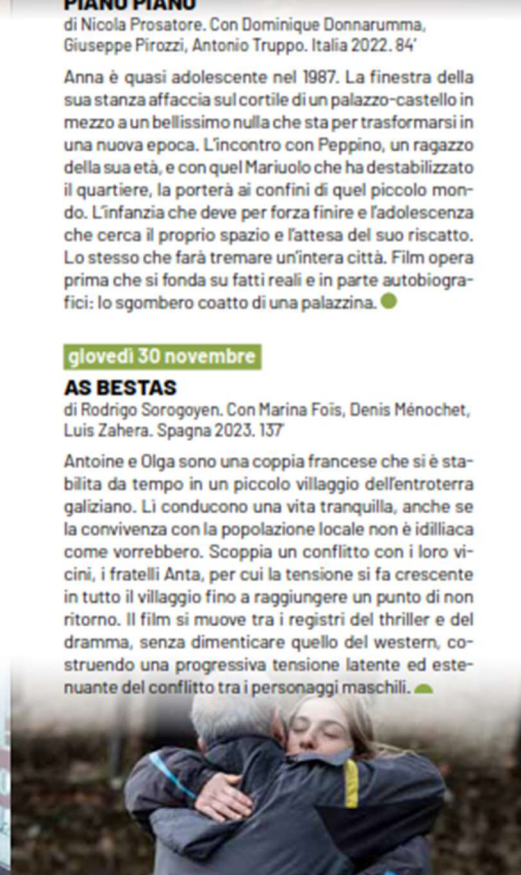 PIANO PIANO
di Nicola Prosatore. Con Dominique Donnarumma,
Giuseppe Pirozzi, Antonio Truppo. Italia 2022. 84'
Anna è quasi adolescente nel 1987. La finestra della
sua stanza affaccia sul cortile di un palazzo-castello in
mezzo a un bellissimo nulla che sta per trasformarsi in
una nuova epoca. L'incontro con Peppino, un ragazzo
della sua età, e con quel Mariuolo che ha destabilizzato
il quartiere, la porterà ai confini di quel piccolo mon-
do. L'infanzia che deve per forza finire e l'adolescenza
che cerca il proprio spazio e l'attesa del suo riscatto.
Lo stesso che farà tremare un'intera città. Film opera
prima che si fonda su fatti reali e in parte autobiogra-
fici: lo sgombero coatto di una palazzina.
giovedì 30 novembre
AS BESTAS
di Rodrigo Sorogoyen. Con Marina Foïs, Denis Ménochet,
Luis Zahera. Spagna 2023. 137'
Antoine e Olga sono una coppia francese che si è sta-
bilita da tempo in un piccolo villaggio dell'entroterra
galiziano. Lì conducono una vita tranquilla, anche se
la convivenza con la popolazione locale non è idilliaca
come vorrebbero. Scoppia un conflitto con i loro vi-
cini, i fratelli Anta, per cui la tensione si fa crescente
in tutto il villaggio fino a raggiungere un punto di non
ritorno. Il film si muove tra i registri del thriller e del
dramma, senza dimenticare quello del western, co-
struendo una progressiva tensione latente ed este-
nuante del conflitto tra i personaggi maschili.